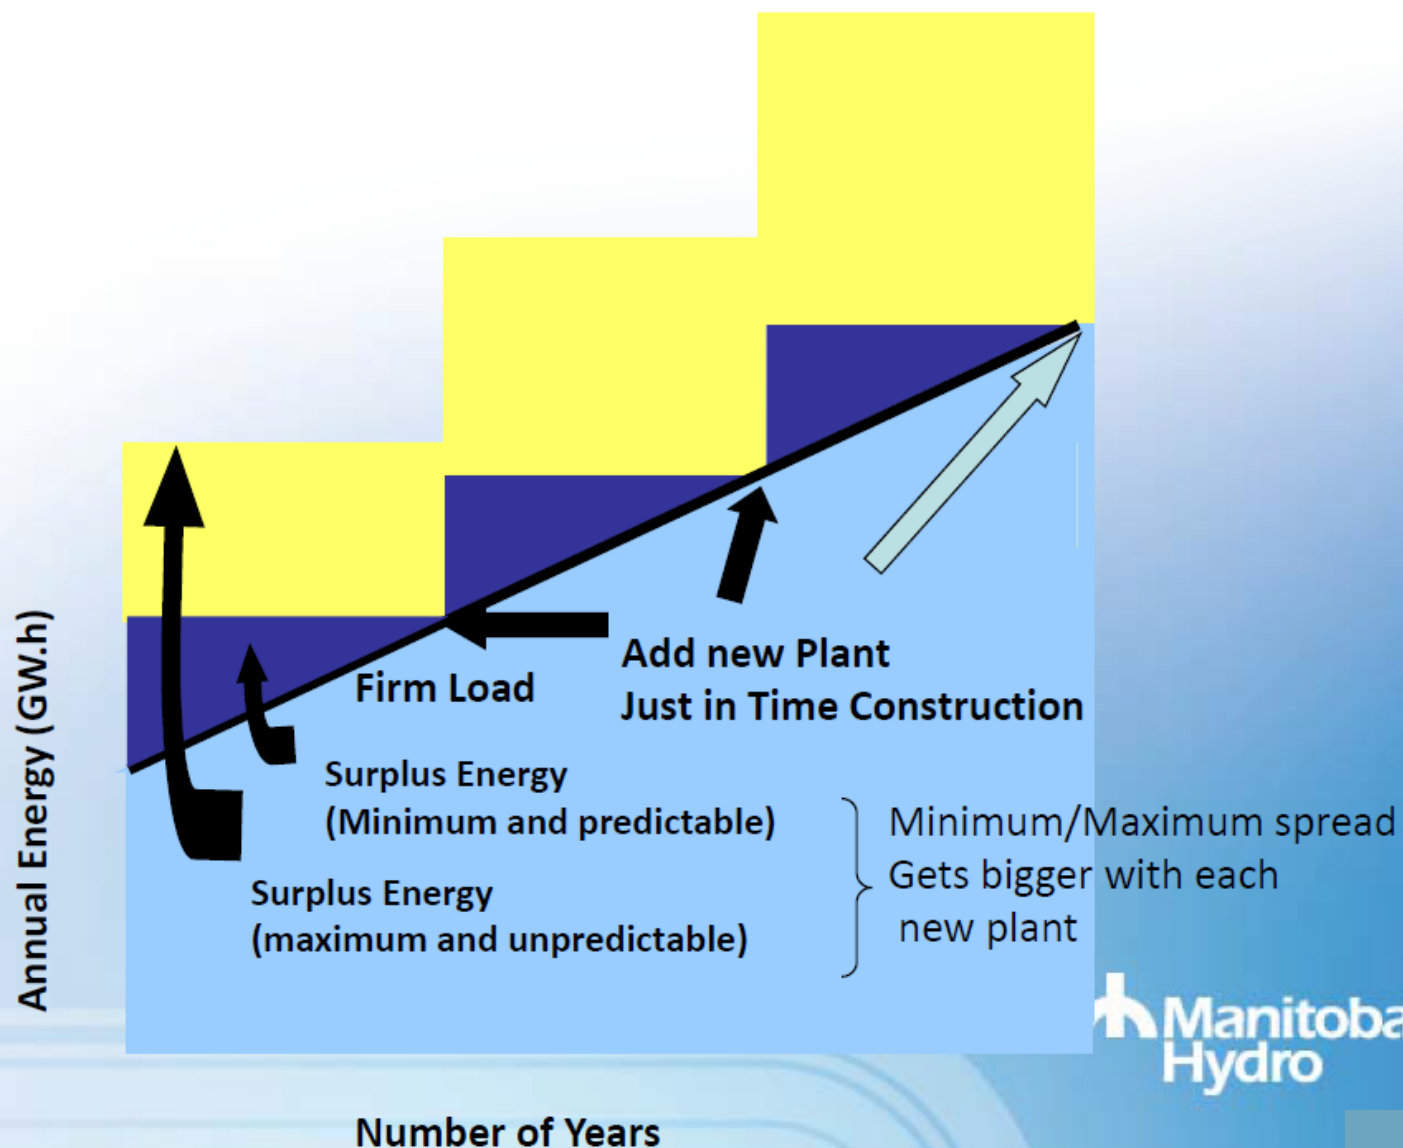 Annual Energy (GW.h)
Firm Load
Add new Plant
Just in Time Construction
Surplus Energy
(Minimum and predictable)
Surplus Energy
(maximum and unpredictable)
Minimum/Maximum spread
Gets bigger with each
new plant
Manitoba
Hydro
Number of Years